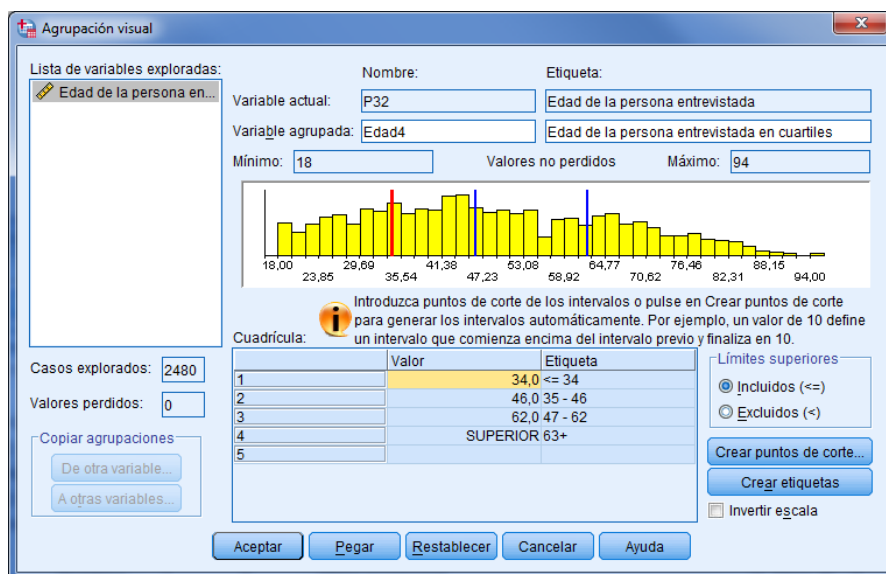 Agrupación visual
Lista de variables exploradas:
Edad de la persona en...
Nombre:
Etiqueta:
Variable actual:
P32
Edad de la persona entrevistada
Variable agrupada:
Edad4
Edad de la persona entrevistada en cuartiles
Mínimo:
18
Valores no perdidos
Máximo:
94
18,00 29,69 41,38 53,08 64,77 76,46 88,15
23,85 35,54 47,23 58,92 70,62 82,31 94,00
Introduzca puntos de corte de los intervalos o pulse en Crear puntos de corte
para generar los intervalos automáticamente. Por ejemplo, un valor de 10 define
un intervalo que comienza encima del intervalo previo y finaliza en 10.
Cuadrícula:
Valor Etiqueta
1 34,0 <= 34
2 46,0 35 - 46
3 62,0 47 - 62
4 SUPERIOR 63+
5
Límites superiores
Incluidos (<=)
Excluidos (<)
Crear puntos de corte...
Crear etiquetas
Invertir escala
Casos explorados: 2480
Valores perdidos: 0
Copiar agrupaciones
De otra variable...
A otras variables...
Aceptar Pegar Restablecer Cancelar Ayuda